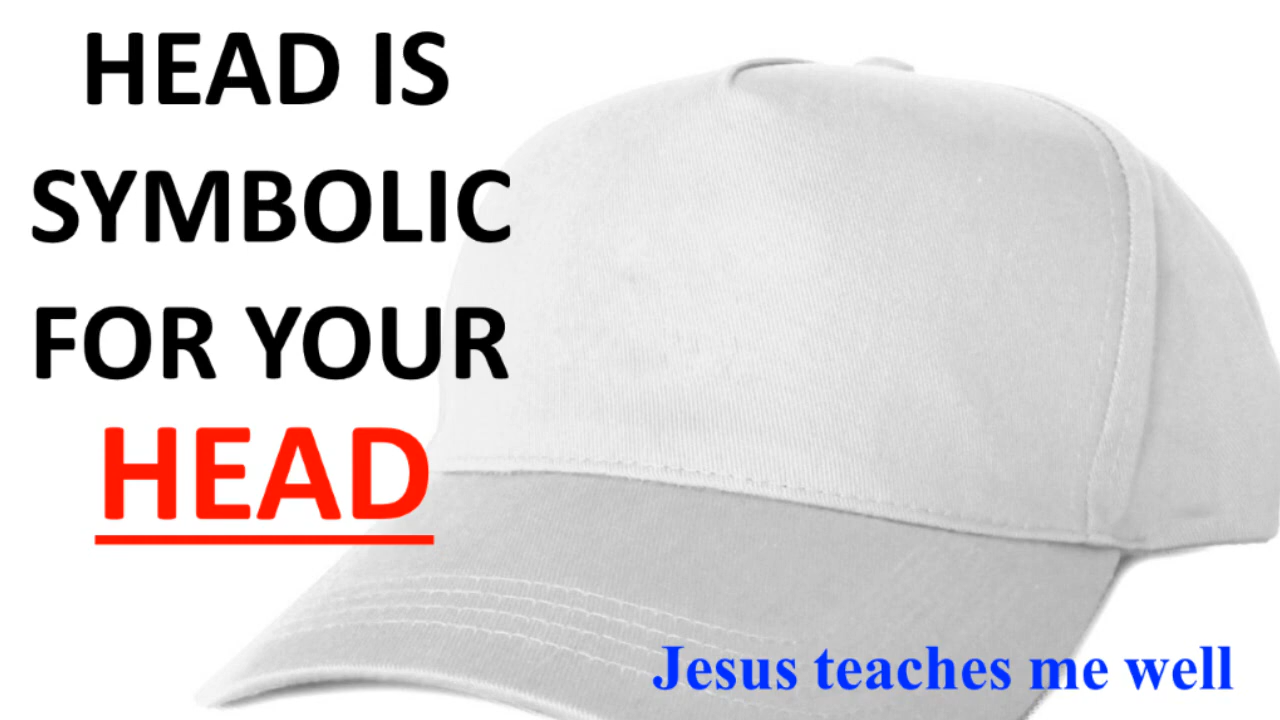 HEAD IS
SYMBOLIC
FOR YOUR
HEAD
Jesus teaches me well